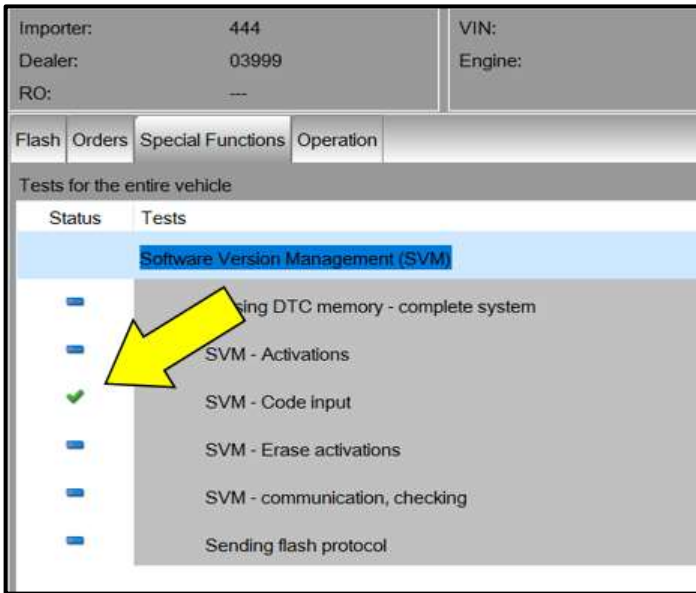 Importer: 444 VIN:
Dealer: 03999 Engine:
RO: ---
Flash Orders Special Functions Operation
Tests for the entire vehicle
Status Tests
Software Version Management (SVM)
DTC memory - complete system
SVM - Activations
SVM - Code input
SVM - Erase activations
SVM - communication, checking
Sending flash protocol